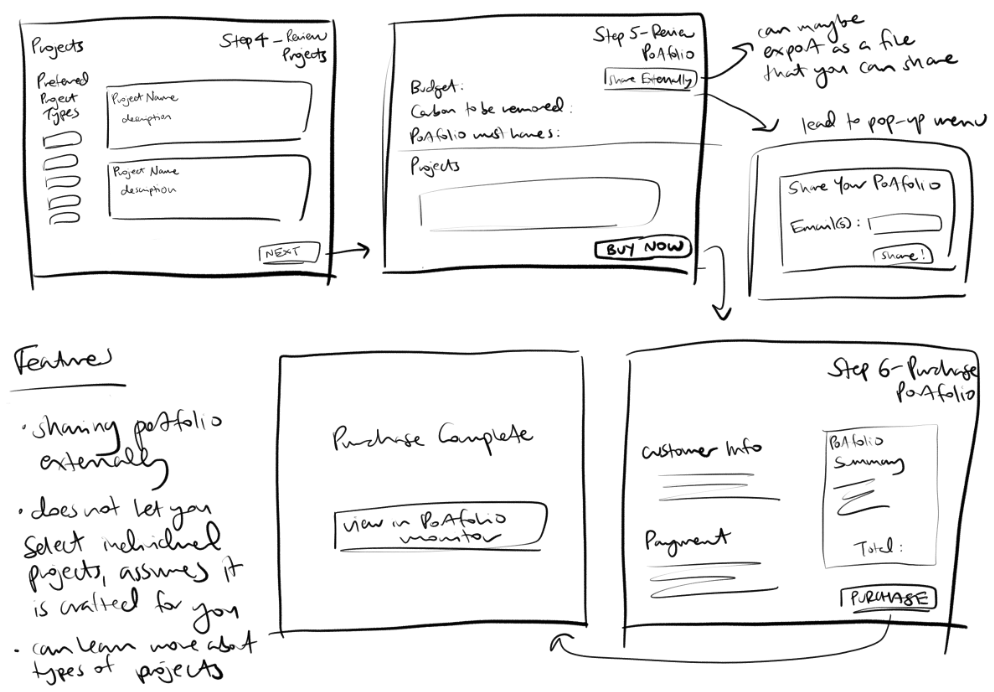 Projects
Step 4 - Review
Projects
Preferred
Project
Types
Project Name
description
Project Name
description
NEXT
Step 5 - Review
Portfolio
Share Externally
Budget:
Carbon to be removed:
Portfolio must haves:
Projects
BUY NOW
can maybe
export as a file
that you can share
lead to pop-up menu
Share Your Portfolio
Email(s):
Share!
Features
• sharing portfolio
externally
• does not let you
select individual
projects, assumes it
is crafted for you
• can learn more about
types of projects
Purchase Complete
view in Portfolio
monitor
Step 6 - Purchase
Portfolio
Customer Info
Payment
Portfolio
Summary
Total:
PURCHASE